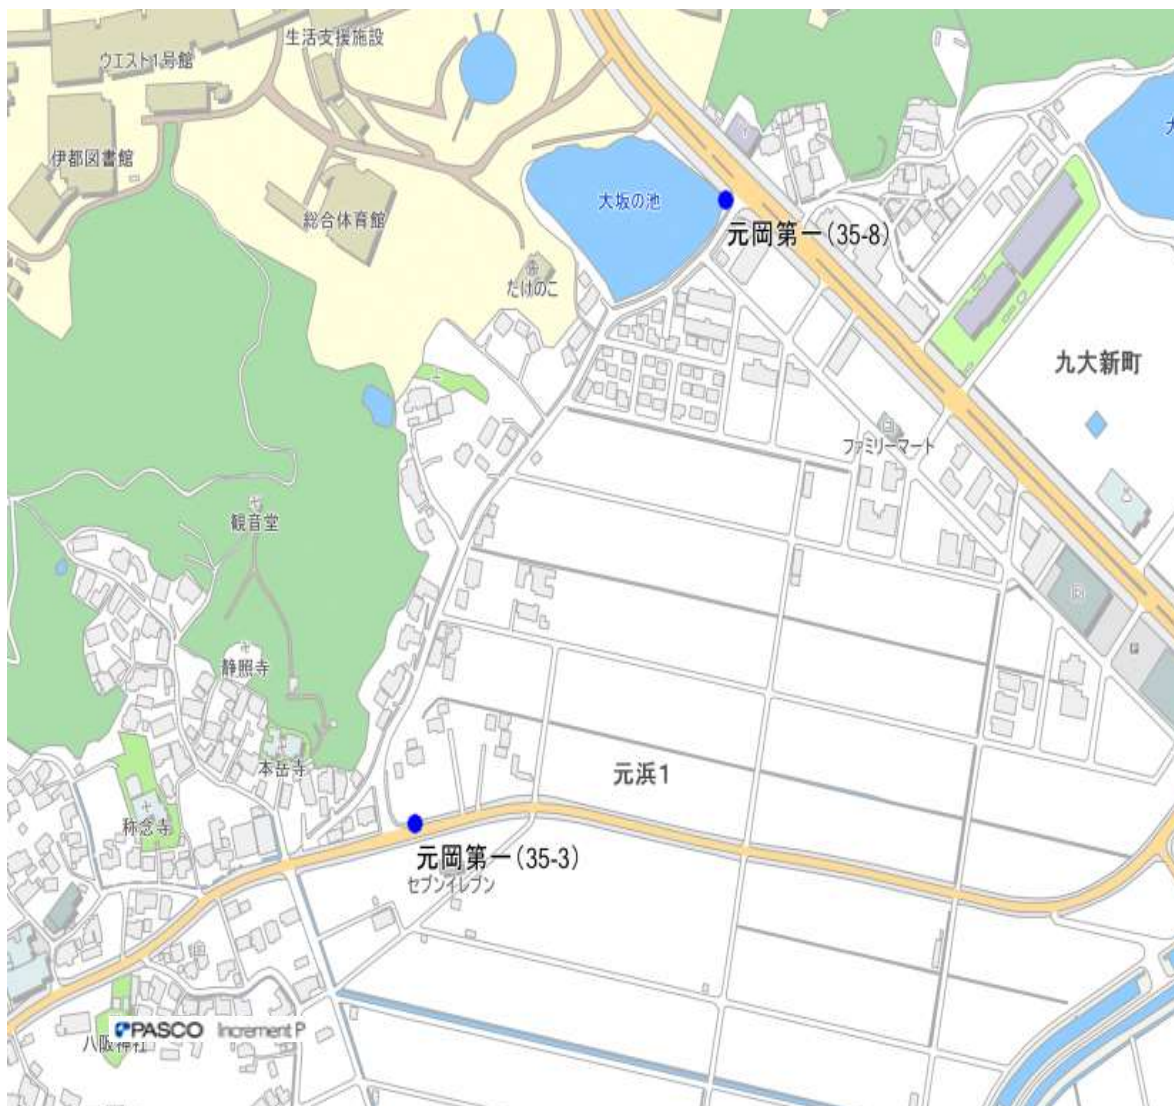 生活支援施設
ウエスト1号館
伊都図書館
総合体育館
大坂の池
元岡第一(35-8)
たけのこ
九大新町
ファミリーマート
観音堂
静照寺
本岳寺
元浜1
称念寺
元岡第一(35-3)
セブンイレブン
PASCO Increment P
八阪神社